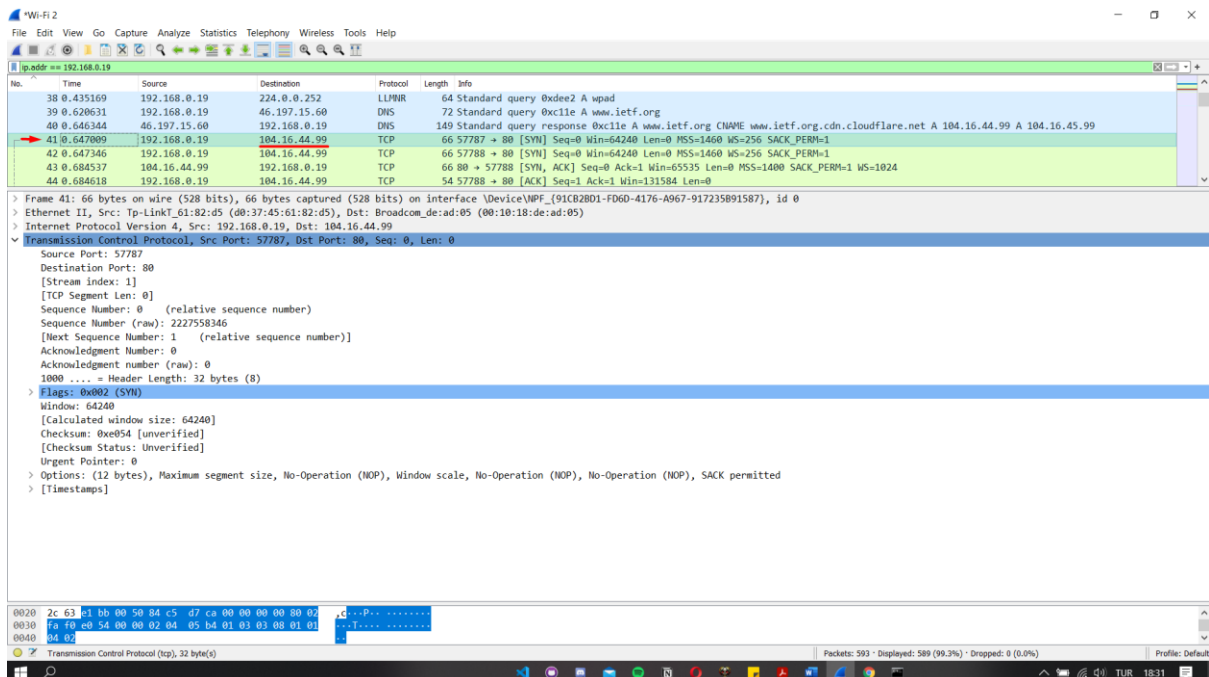 *Wi-Fi 2
File Edit View Go Capture Analyze Statistics Telephony Wireless Tools Help
ip.addr == 192.168.0.19
No. Time Source Destination Protocol Length Info
38 0.435169 192.168.0.19 224.0.0.252 LLMNR 64 Standard query 0xdee2 A wpad
39 0.620631 192.168.0.19 46.197.15.60 DNS 72 Standard query 0xc11e A www.ietf.org
40 0.646344 46.197.15.60 192.168.0.19 DNS 149 Standard query response 0xc11e A www.ietf.org CNAME www.ietf.org.cdn.cloudflare.net A 104.16.44.99 A 104.16.45.99
41 0.647009 192.168.0.19 104.16.44.99 TCP 66 57787 → 80 [SYN] Seq=0 Win=64240 Len=0 MSS=1460 WS=256 SACK_PERM=1
42 0.647346 192.168.0.19 104.16.44.99 TCP 66 57788 → 80 [SYN] Seq=0 Win=64240 Len=0 MSS=1460 WS=256 SACK_PERM=1
43 0.684537 104.16.44.99 192.168.0.19 TCP 66 80 → 57788 [SYN, ACK] Seq=0 Ack=1 Win=65535 Len=0 MSS=1400 SACK_PERM=1 WS=1024
44 0.684618 192.168.0.19 104.16.44.99 TCP 54 57788 → 80 [ACK] Seq=1 Ack=1 Win=131584 Len=0
> Frame 41: 66 bytes on wire (528 bits), 66 bytes captured (528 bits) on interface \Device\NPF_{91CB2BD1-FD6D-4176-A967-917235B91587}, id 0
> Ethernet II, Src: Tp-LinkT_61:82:d5 (d0:37:45:61:82:d5), Dst: Broadcom_de:ad:05 (00:10:18:de:ad:05)
> Internet Protocol Version 4, Src: 192.168.0.19, Dst: 104.16.44.99
Transmission Control Protocol, Src Port: 57787, Dst Port: 80, Seq: 0, Len: 0
Source Port: 57787
Destination Port: 80
[Stream index: 1]
[TCP Segment Len: 0]
Sequence Number: 0 (relative sequence number)
Sequence Number (raw): 2227558346
[Next Sequence Number: 1 (relative sequence number)]
Acknowledgment Number: 0
Acknowledgment number (raw): 0
1000 .... = Header Length: 32 bytes (8)
> Flags: 0x002 (SYN)
Window: 64240
[Calculated window size: 64240]
Checksum: 0xe054 [unverified]
[Checksum Status: Unverified]
Urgent Pointer: 0
> Options: (12 bytes), Maximum segment size, No-Operation (NOP), Window scale, No-Operation (NOP), No-Operation (NOP), SACK permitted
> [Timestamps]
0020 2c 63 e1 bb 00 50 84 c5 d7 ca 00 00 00 00 80 02 ,c···P·· ········
0030 fa f0 e0 54 00 00 02 04 05 b4 01 03 03 08 01 01 ···T···· ········
0040 04 02 ··
Transmission Control Protocol (tcp), 32 byte(s) Packets: 593 · Displayed: 589 (99.3%) · Dropped: 0 (0.0%) Profile: Default
TUR 18:31